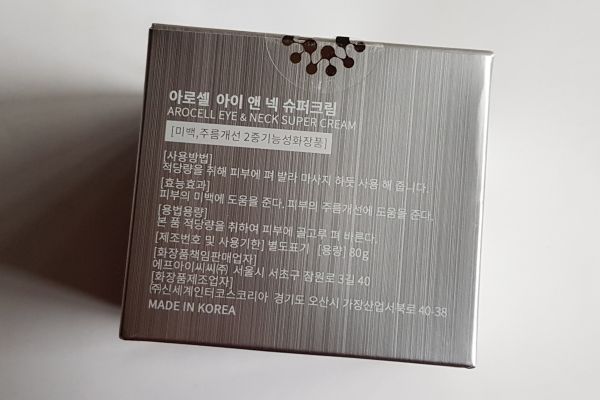 아로셀 아이 앤 넥 슈퍼크림
AROCELL EYE & NECK SUPER CREAM
[미백,주름개선 2중기능성화장품]
[사용방법]
적당량을 취해 피부에 펴 발라 마사지 하듯 사용 해 줍니다.
[효능효과]
피부의 미백에 도움을 준다. 피부의 주름개선에 도움을 준다.
[용법용량]
본 품 적당량을 취하여 피부에 골고루 펴 바른다.
[제조번호 및 사용기한] 별도표기 [용량] 80g
[화장품책임판매업자]
에프아이씨씨㈜ 서울시 서초구 잠원로 3길 40
[화장품제조업자]
㈜신세계인터코스코리아 경기도 오산시 가장산업서북로 40-38
MADE IN KOREA